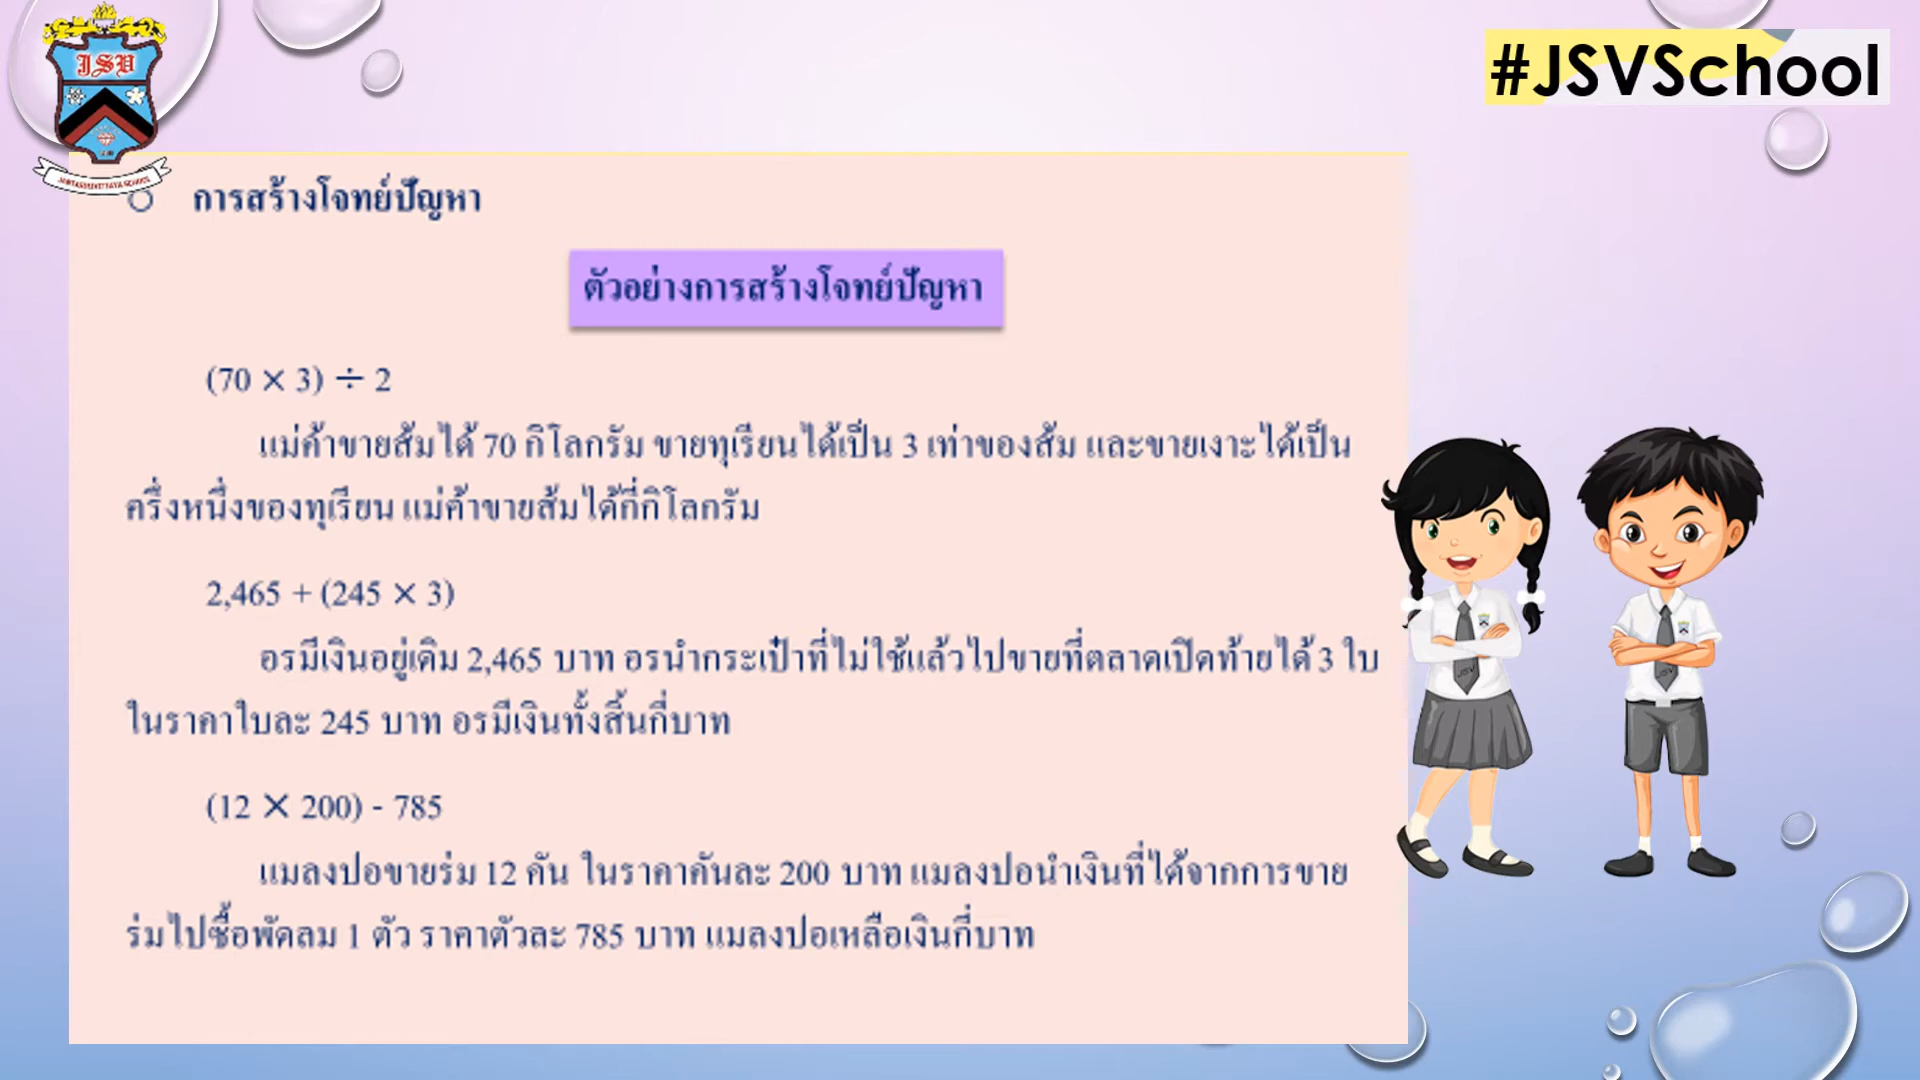 JSV
#JSVSchool
การสร้างโจทย์ปัญหา
ตัวอย่างการสร้างโจทย์ปัญหา
(70 × 3) ÷ 2
แม่ค้าขายส้มได้ 70 กิโลกรัม ขายทุเรียนได้เป็น 3 เท่าของส้ม และขายเงาะได้เป็น
ครึ่งหนึ่งของทุเรียน แม่ค้าขายส้มได้กี่กิโลกรัม
2,465 + (245 × 3)
อรมีเงินอยู่เดิม 2,465 บาท อรนำกระเป๋าที่ไม่ใช้แล้วไปขายที่ตลาดเปิดท้ายได้ 3 ใบ
ในราคาใบละ 245 บาท อรมีเงินทั้งสิ้นกี่บาท
(12 × 200) - 785
แมลงปอขายร่ม 12 คัน ในราคาคันละ 200 บาท แมลงปอนำเงินที่ได้จากการขาย
ร่มไปซื้อพัดลม 1 ตัว ราคาตัวละ 785 บาท แมลงปอเหลือเงินกี่บาท
JSV
JSV